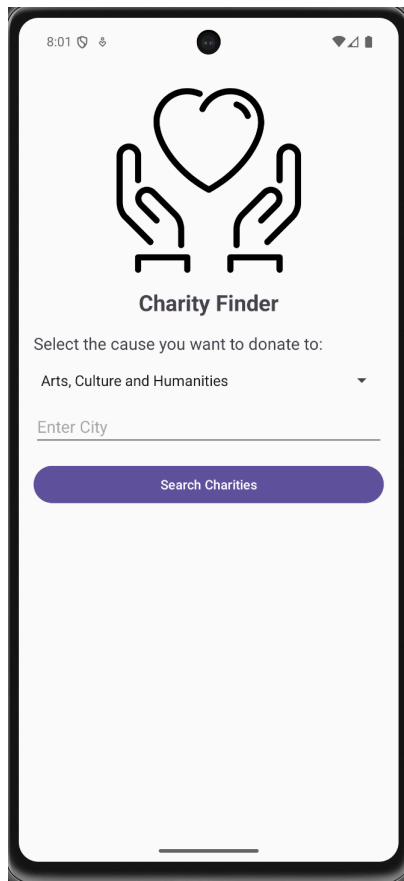 8:01
Charity Finder
Select the cause you want to donate to:
Arts, Culture and Humanities
Enter City
Search Charities